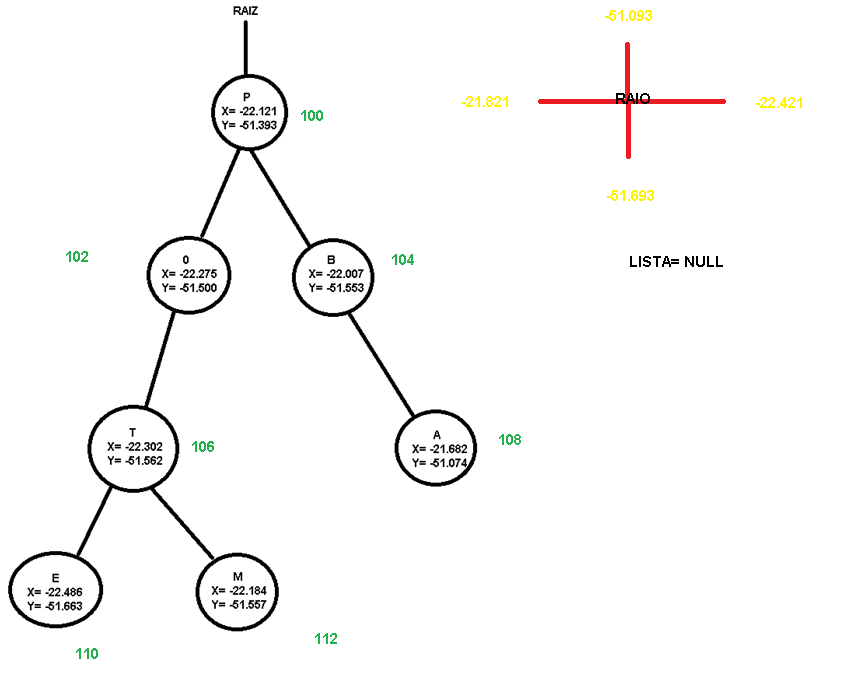 RAIZ
-51.093
P
X= -22.121
Y= -51.393
100
-21.821
RAIO
-22.421
-51.693
102
0
X= -22.275
Y= -51.500
B
X= -22.007
Y= -51.553
104
LISTA= NULL
T
X= -22.302
Y= -51.562
106
A
X= -21.682
Y= -51.074
108
E
X= -22.486
Y= -51.663
110
M
X= -22.184
Y= -51.557
112